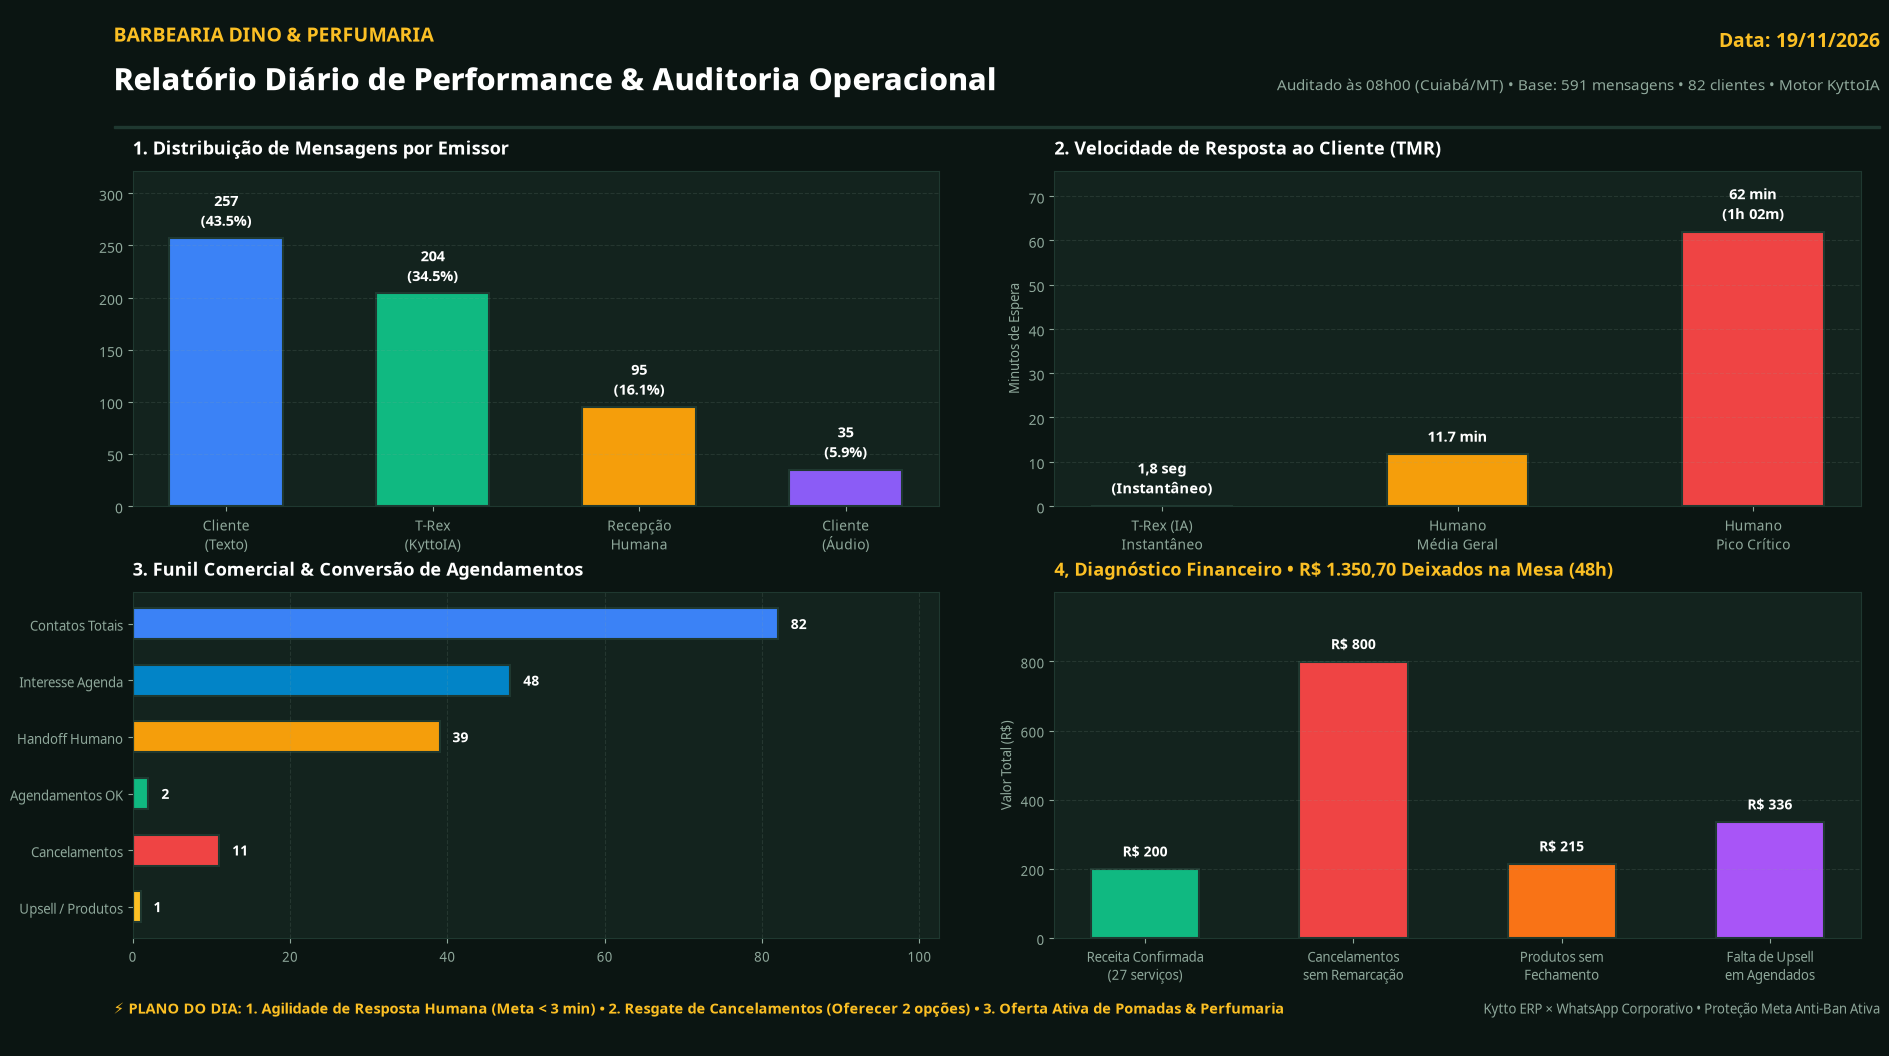 BARBEARIA DINO & PERFUMARIA
Data: 19/11/2026
Relatório Diário de Performance & Auditoria Operacional
Auditado às 08h00 (Cuiabá/MT) • Base: 591 mensagens • 82 clientes • Motor KyttoIA
1. Distribuição de Mensagens por Emissor
300
250
200
150
100
50
0
257
(43.5%)
204
(34.5%)
95
(16.1%)
35
(5.9%)
Cliente
(Texto)
T-Rex
(KyttoIA)
Recepção
Humana
Cliente
(Áudio)
2. Velocidade de Resposta ao Cliente (TMR)
Minutos de Espera
70
60
50
40
30
20
10
0
1,8 seg
(Instantâneo)
11.7 min
62 min
(1h 02m)
T-Rex (IA)
Instantâneo
Humano
Média Geral
Humano
Pico Crítico
3. Funil Comercial & Conversão de Agendamentos
Contatos Totais
82
Interesse Agenda
48
Handoff Humano
39
Agendamentos OK
2
Cancelamentos
11
Upsell / Produtos
1
0
20
40
60
80
100
4, Diagnóstico Financeiro • R$ 1.350,70 Deixados na Mesa (48h)
Valor Total (R$)
800
600
400
200
0
R$ 200
R$ 800
R$ 215
R$ 336
Receita Confirmada
(27 serviços)
Cancelamentos
sem Remarcação
Produtos sem
Fechamento
Falta de Upsell
em Agendados
⚡ PLANO DO DIA: 1. Agilidade de Resposta Humana (Meta < 3 min) • 2. Resgate de Cancelamentos (Oferecer 2 opções) • 3. Oferta Ativa de Pomadas & Perfumaria
Kytto ERP × WhatsApp Corporativo • Proteção Meta Anti-Ban Ativa